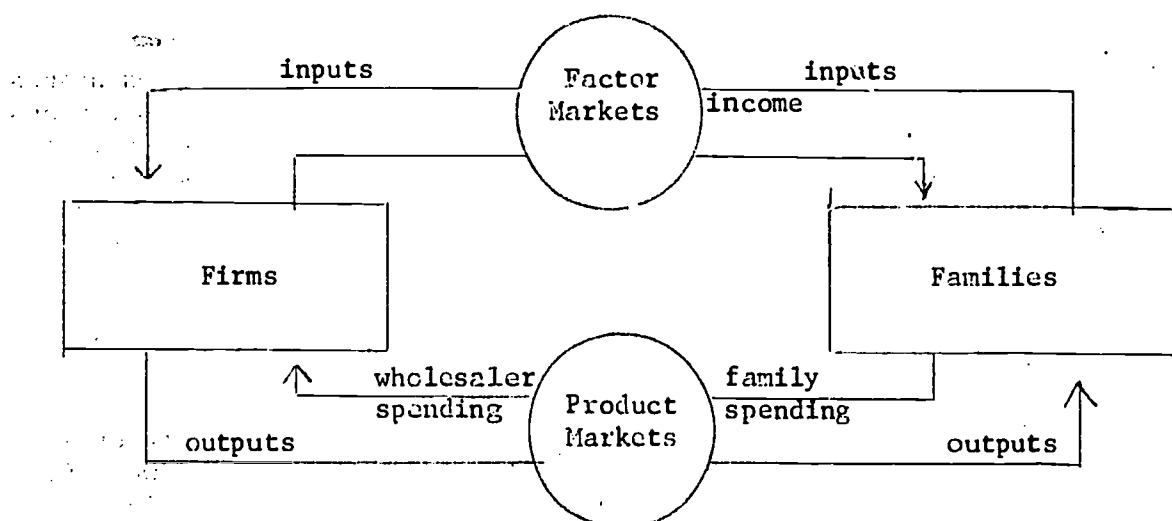 inputs
Factor
Markets
inputs
income
Firms
Families
wholesaler
spending
Product
Markets
family
spending
outputs
outputs